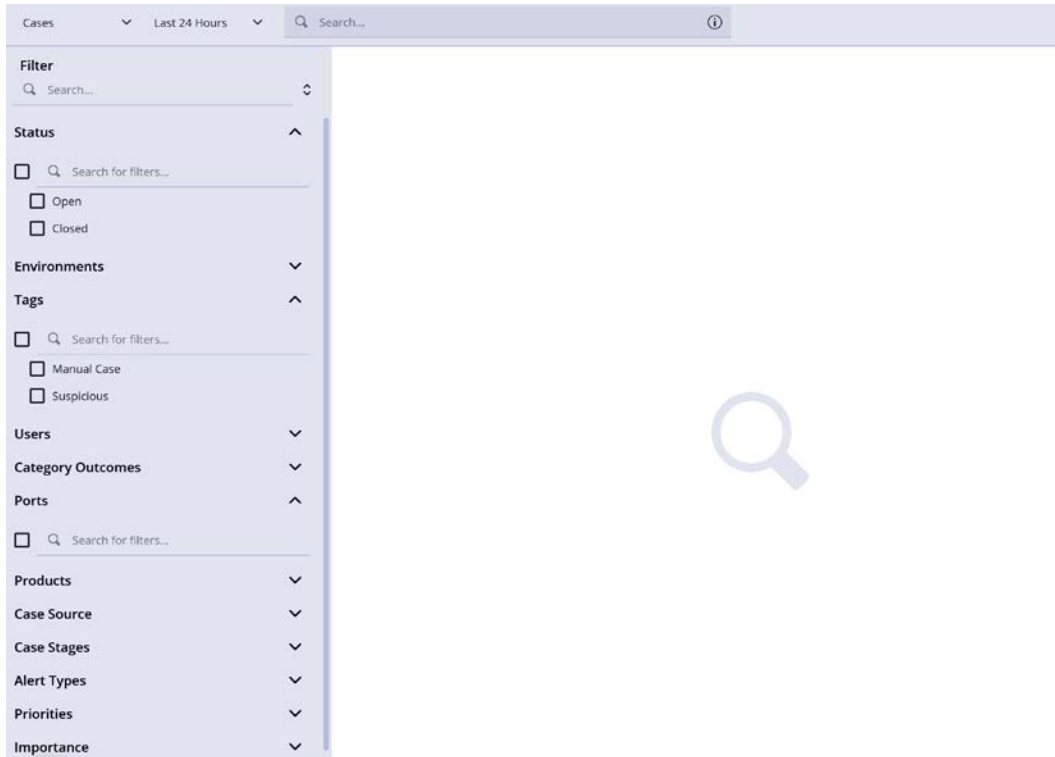 Cases Last 24 Hours Search...
Filter
Search...
Status
Search for filters...
Open
Closed
Environments
Tags
Search for filters...
Manual Case
Suspicious
Users
Category Outcomes
Ports
Search for filters...
Products
Case Source
Case Stages
Alert Types
Priorities
Importance